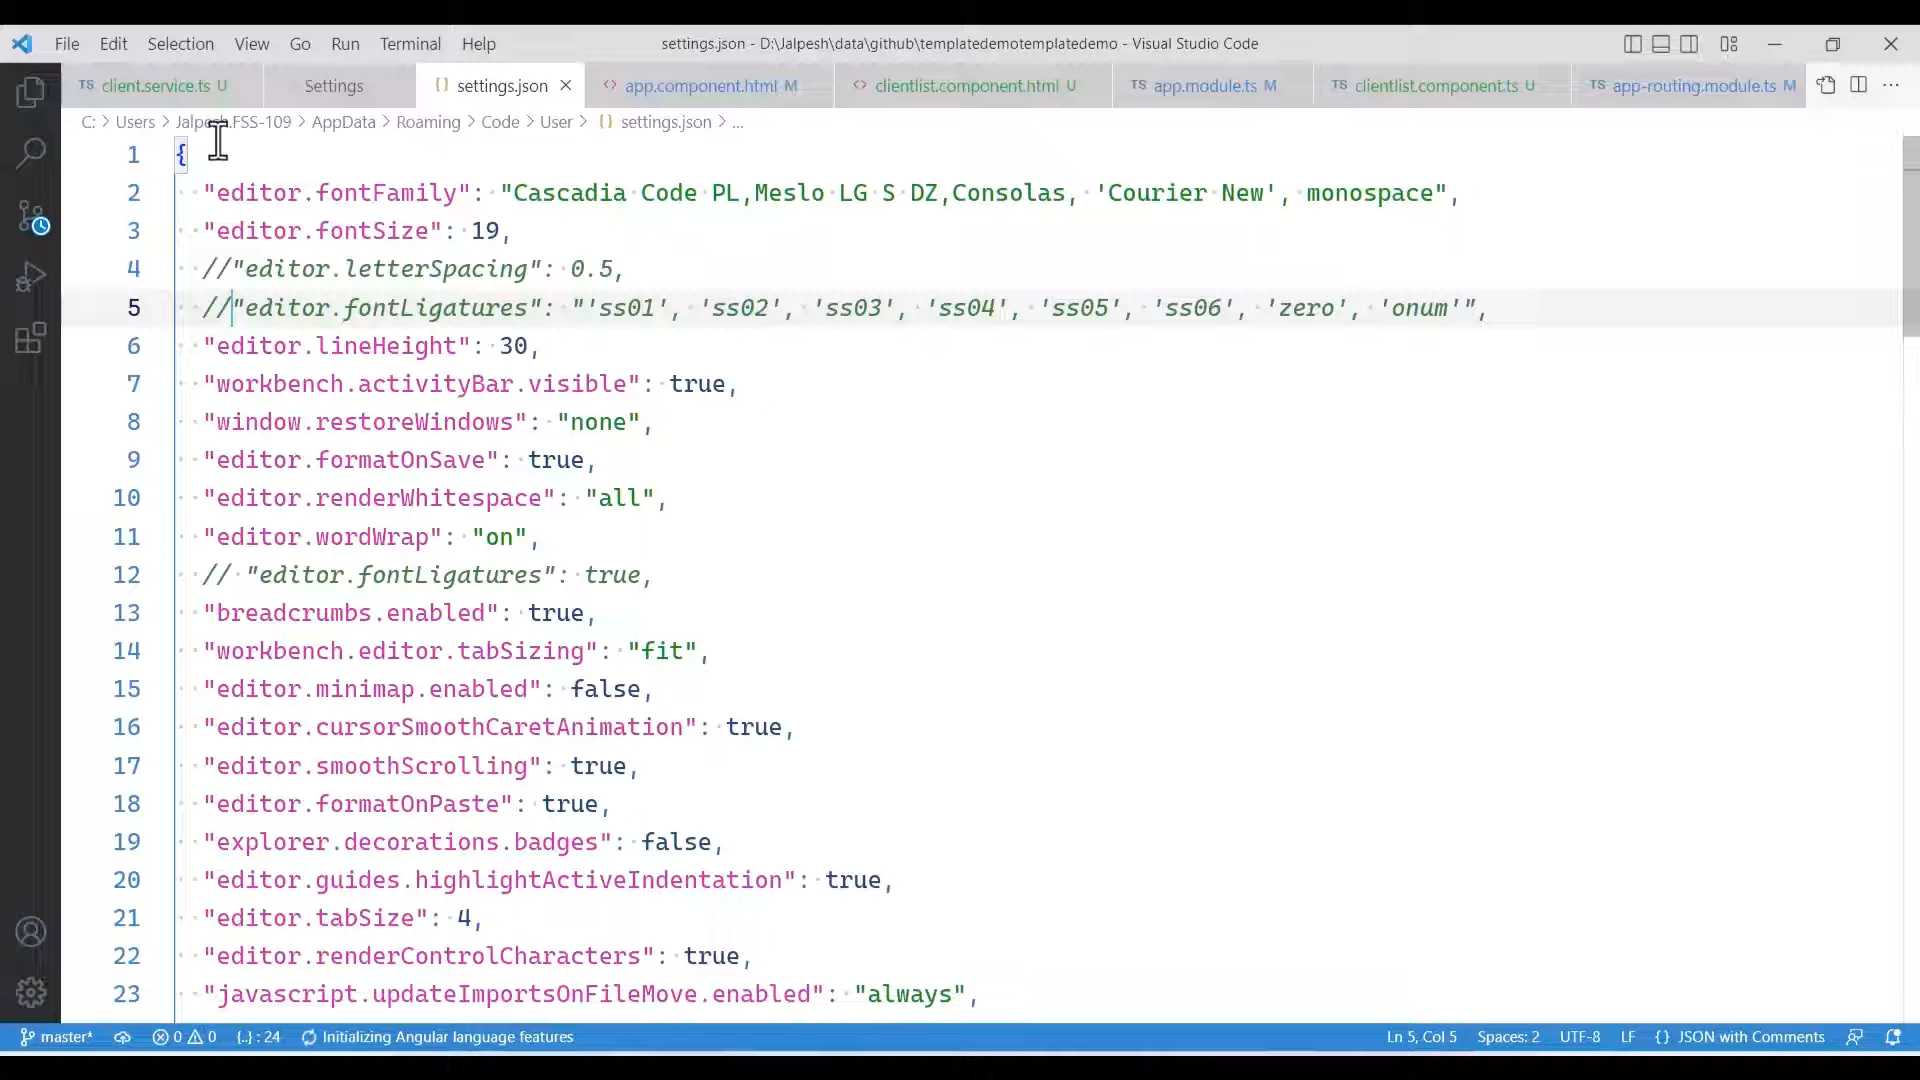 File Edit Selection View Go Run Terminal Help settings.json - D:\Jalpesh\data\github\templatedemotemplatedemo - Visual Studio Code
TS client.service.ts U Settings {} settings.json × <> app.component.html M <> clientlist.component.html U TS app.module.ts M TS clientlist.component.ts U TS app-routing.module.ts M
C: > Users > Jalpesh.FSS-109 > AppData > Roaming > Code > User > {} settings.json > ...
1 {
2 "editor.fontFamily": "Cascadia Code PL,Meslo LG S DZ,Consolas, 'Courier New', monospace",
3 "editor.fontSize": 19,
4 //"editor.letterSpacing": 0.5,
5 //"editor.fontLigatures": "'ss01', 'ss02', 'ss03', 'ss04', 'ss05', 'ss06', 'zero', 'onum'",
6 "editor.lineHeight": 30,
7 "workbench.activityBar.visible": true,
8 "window.restoreWindows": "none",
9 "editor.formatOnSave": true,
10 "editor.renderWhitespace": "all",
11 "editor.wordWrap": "on",
12 // "editor.fontLigatures": true,
13 "breadcrumbs.enabled": true,
14 "workbench.editor.tabSizing": "fit",
15 "editor.minimap.enabled": false,
16 "editor.cursorSmoothCaretAnimation": true,
17 "editor.smoothScrolling": true,
18 "editor.formatOnPaste": true,
19 "explorer.decorations.badges": false,
20 "editor.guides.highlightActiveIndentation": true,
21 "editor.tabSize": 4,
22 "editor.renderControlCharacters": true,
23 "javascript.updateImportsOnFileMove.enabled": "always",
master* 0 0 {..} : 24 Initializing Angular language features Ln 5, Col 5 Spaces: 2 UTF-8 LF {} JSON with Comments